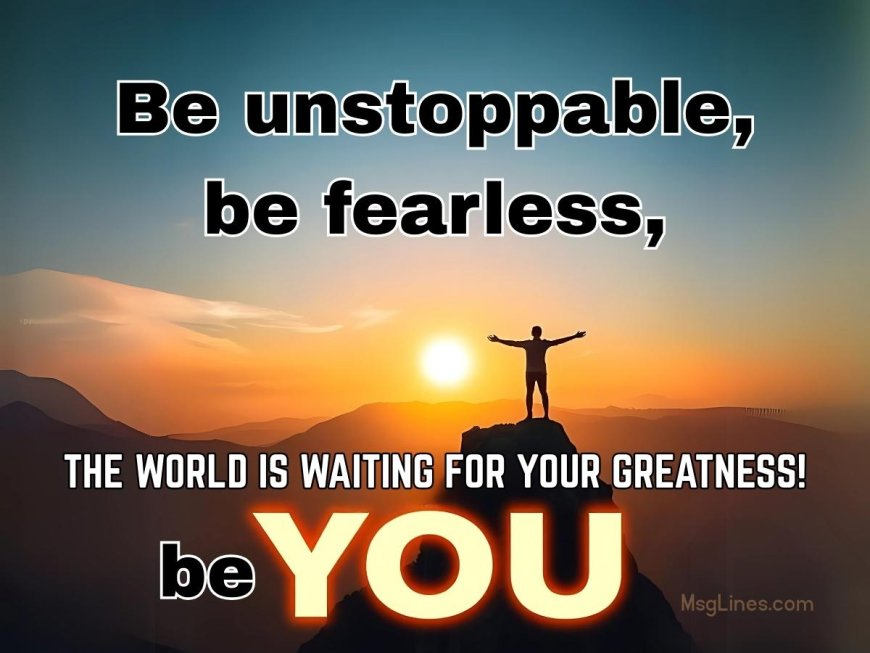 Be unstoppable,
be fearless,
THE WORLD IS WAITING FOR YOUR GREATNESS!
be YOU
MsgLines.com